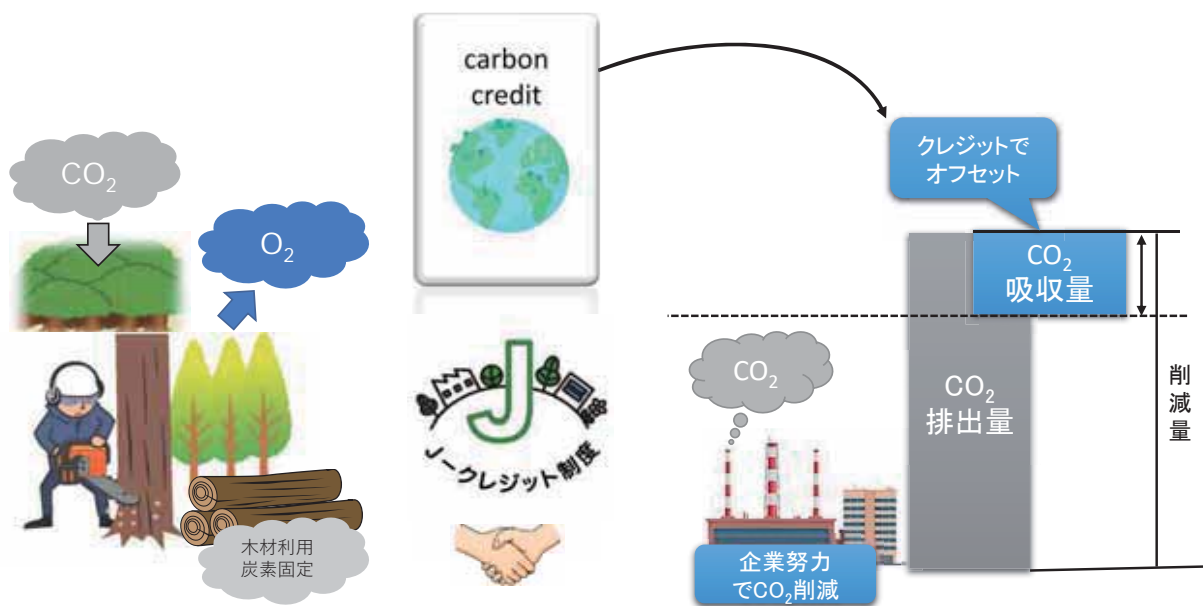 CO₂
O₂
木材利用
炭素固定
carbon
credit
J-クレジット制度
クレジットで
オフセット
CO₂
吸収量
CO₂
CO₂
排出量
削減量
企業努力
でCO₂削減